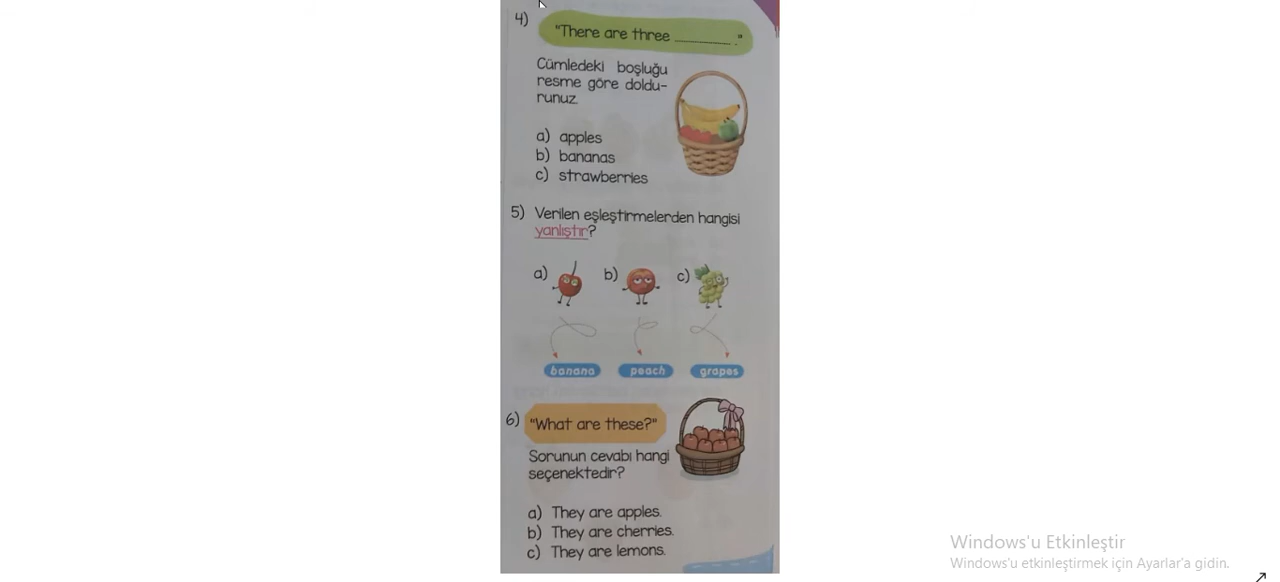 4)
"There are three ______."
Cümledeki boşluğu
resme göre doldu-
runuz.
a) apples
b) bananas
c) strawberries
5) Verilen eşleştirmelerden hangisi
yanlıştır?
a) b) c)
banana peach grapes
6) "What are these?"
Sorunun cevabı hangi
seçenektedir?
a) They are apples.
b) They are cherries.
c) They are lemons.
Windows'u Etkinleştir
Windows'u etkinleştirmek için Ayarlar'a gidin.